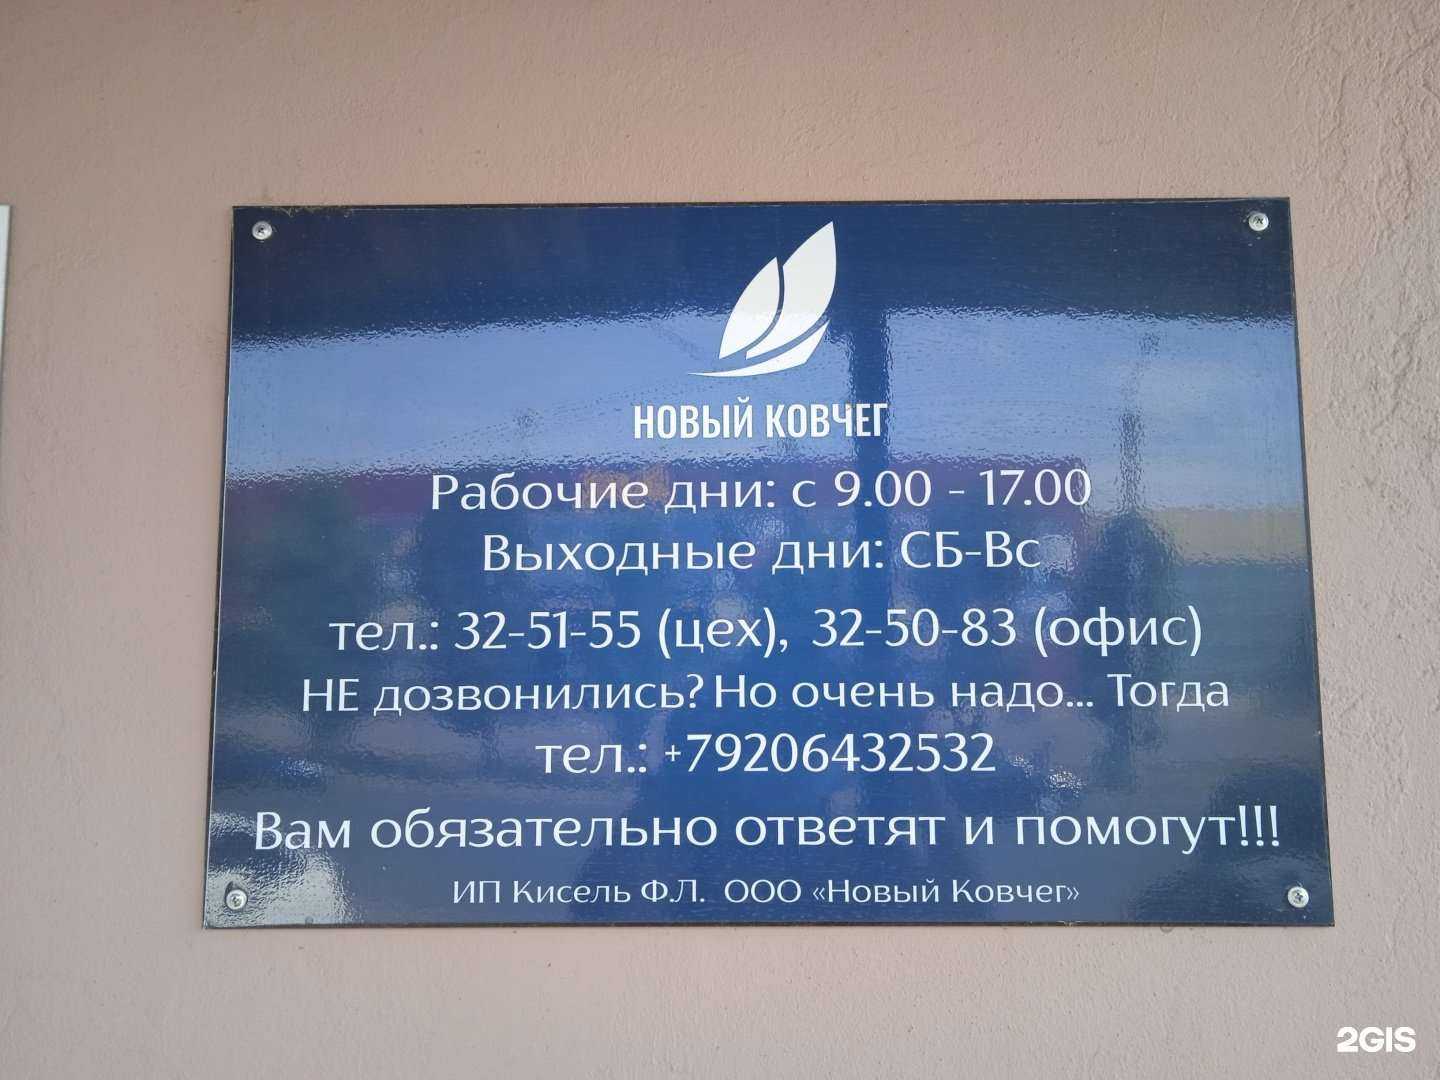 НОВЫЙ КОВЧЕГ
Рабочие дни: с 9.00 - 17.00
Выходные дни: СБ-Вс
тел.: 32-51-55 (цех), 32-50-83 (офис)
НЕ дозвонились? Но очень надо... Тогда
тел.: +79206432532
Вам обязательно ответят и помогут!!!
ИП Кисель Ф.Л. ООО «Новый Ковчег»
2GIS